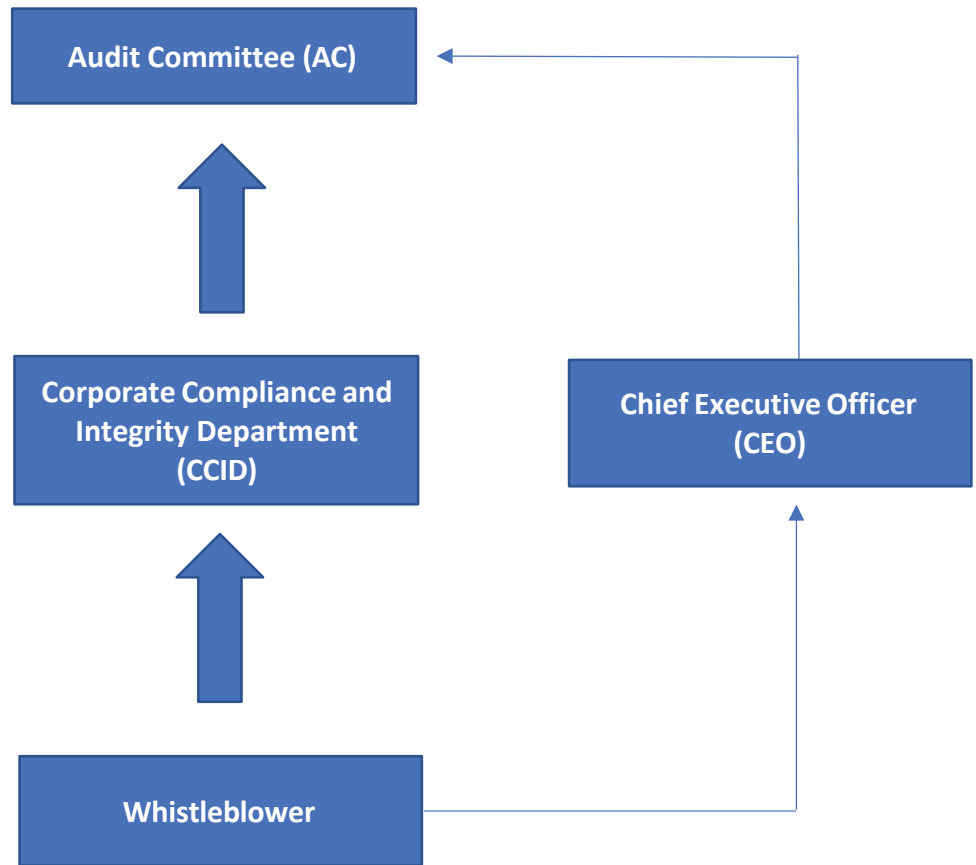 Audit Committee (AC)
Corporate Compliance and
Integrity Department
(CCID)
Chief Executive Officer
(CEO)
Whistleblower